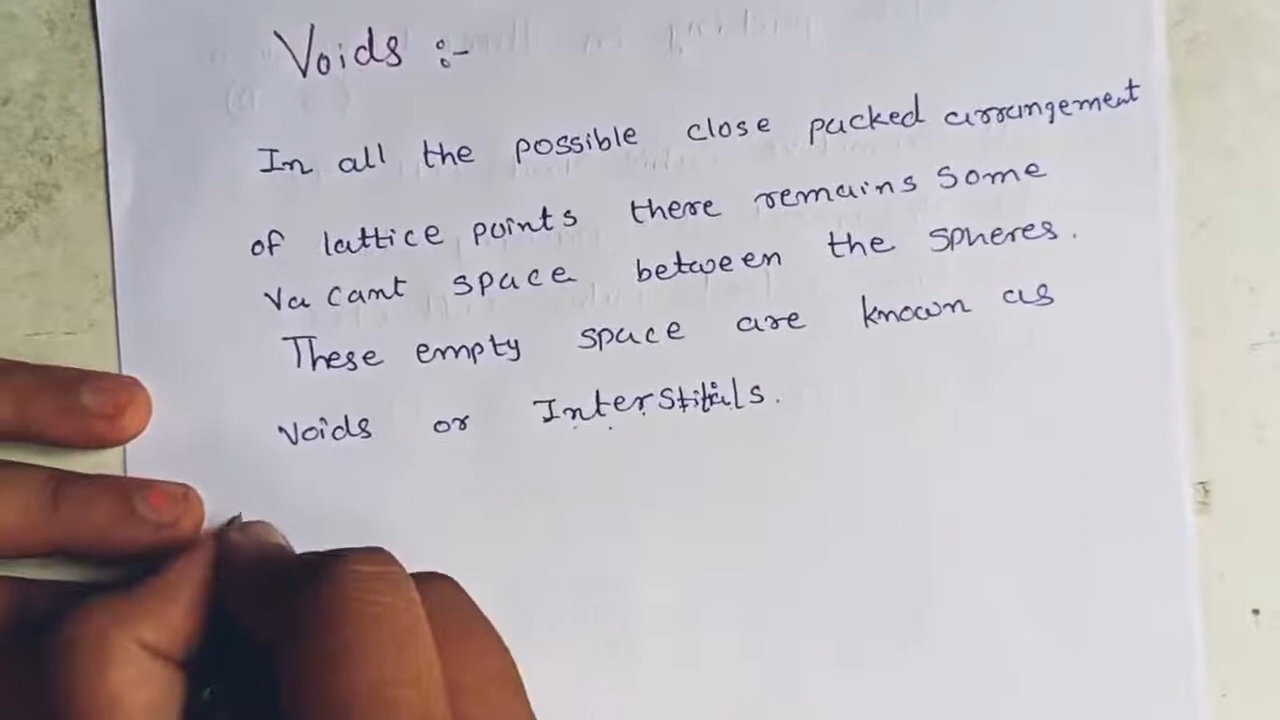 Voids :-
In all the possible close packed arrangement
of lattice points there remains some
vacant space between the spheres.
These empty space are known as
voids or Interstitials.